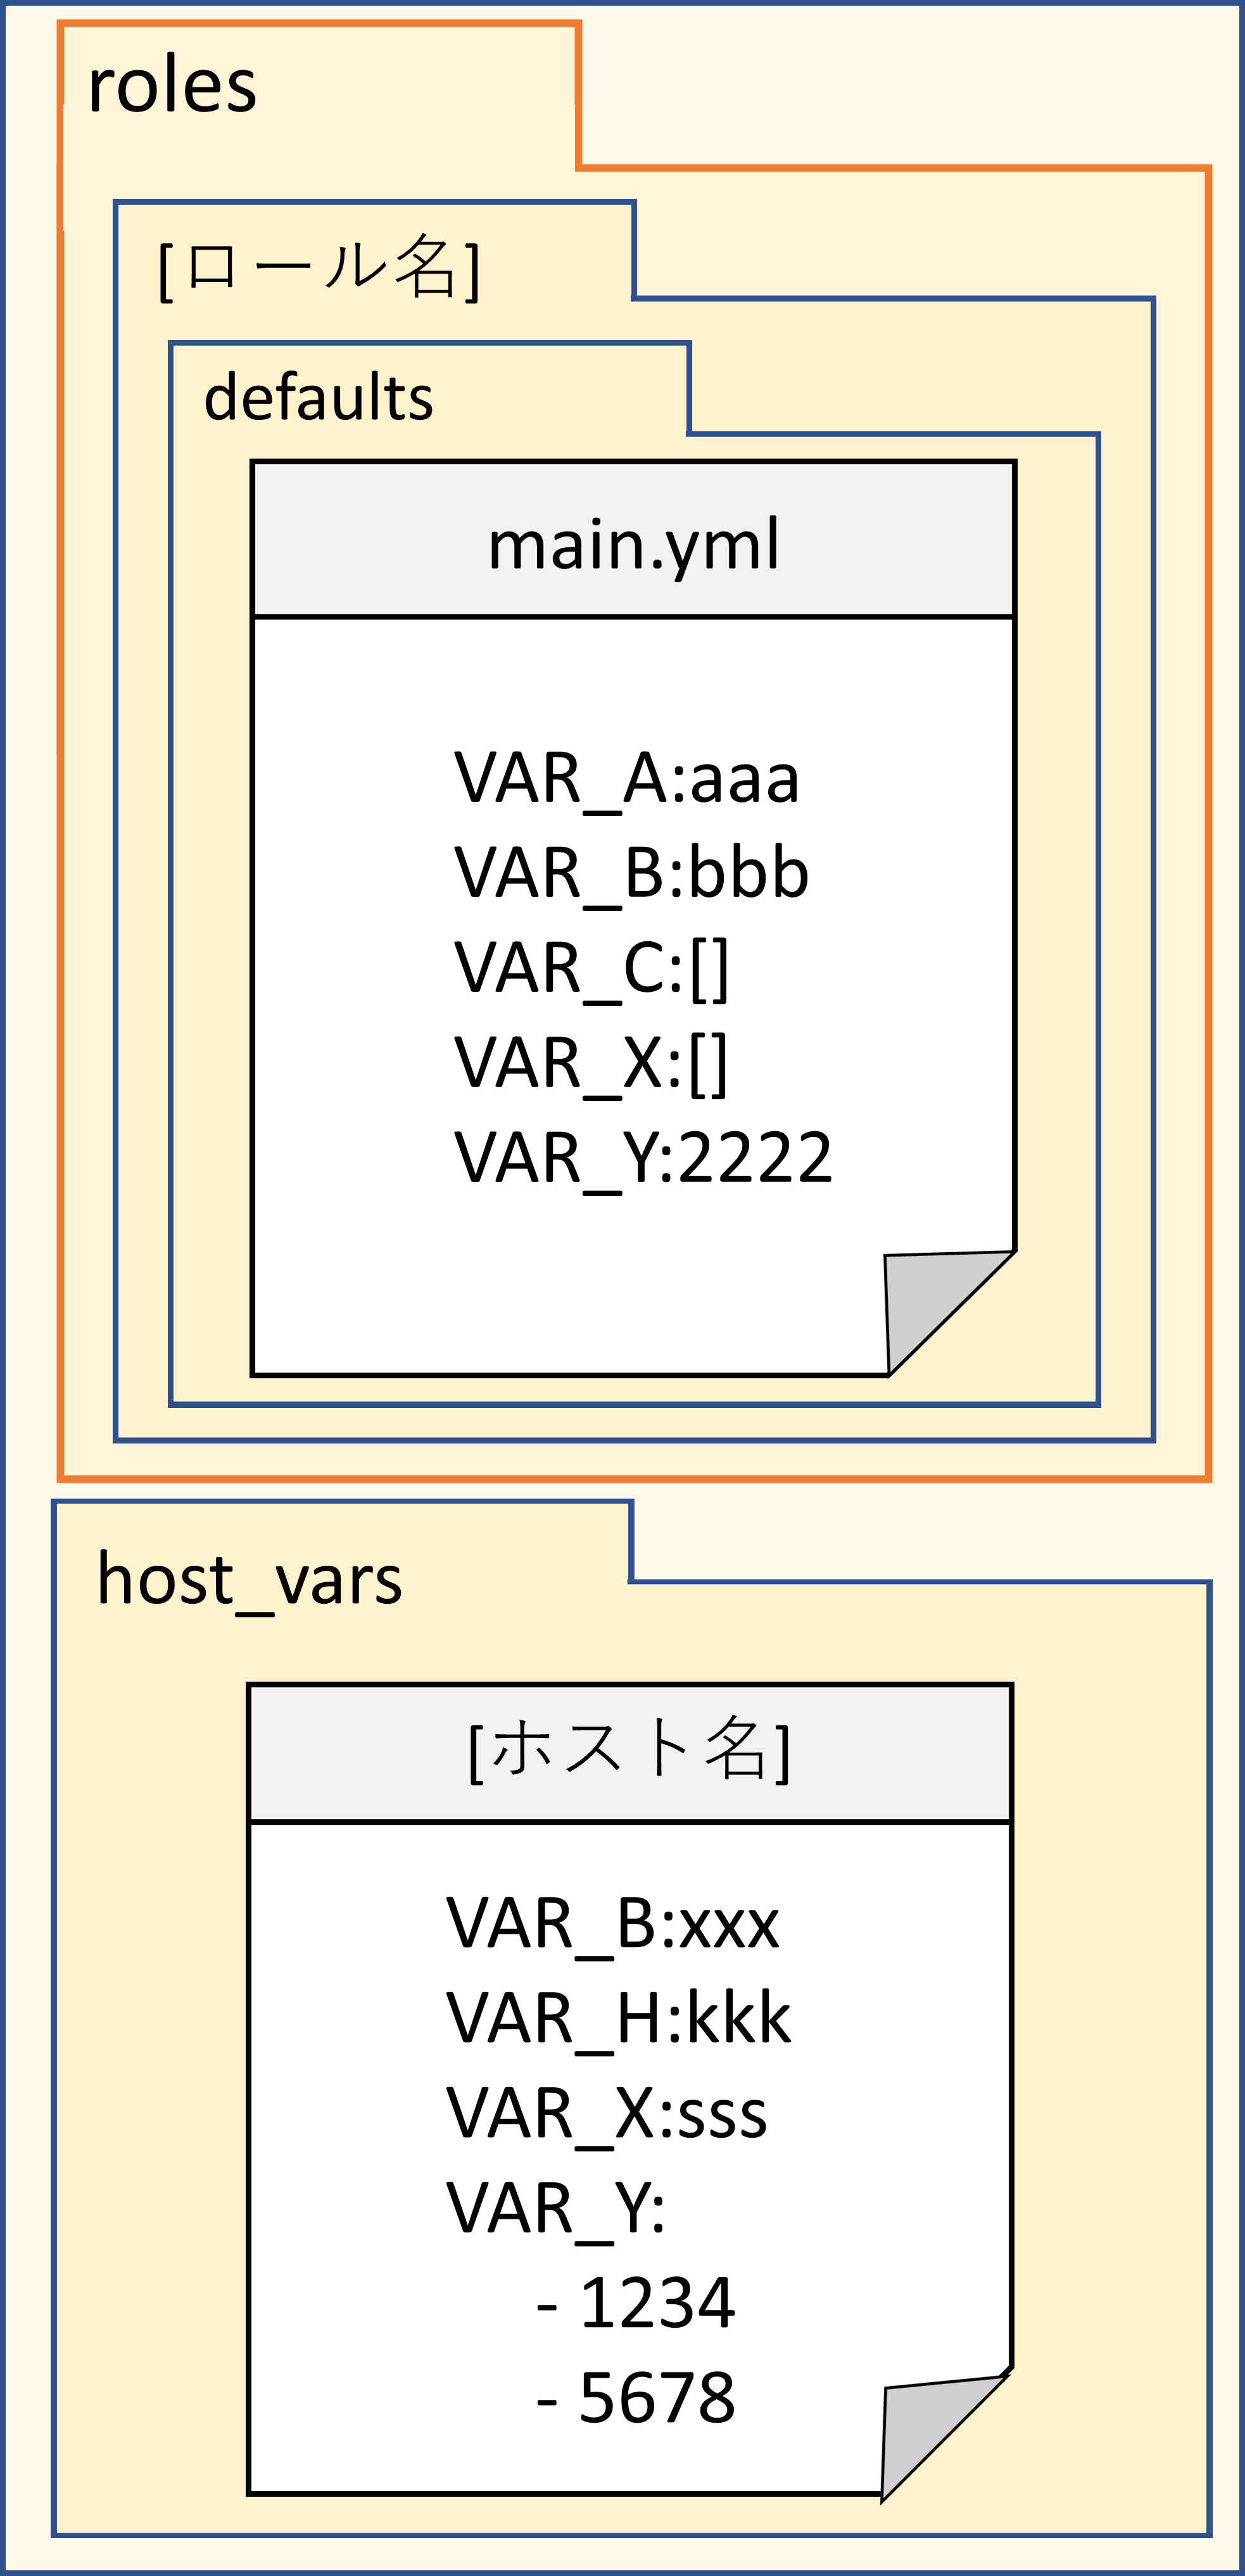 roles
[ロール名]
defaults
main.yml
VAR_A:aaa
VAR_B:bbb
VAR_C:[]
VAR_X:[]
VAR_Y:2222
host_vars
[ホスト名]
VAR_B:xxx
VAR_H:kkk
VAR_X:sss
VAR_Y:
- 1234
- 5678